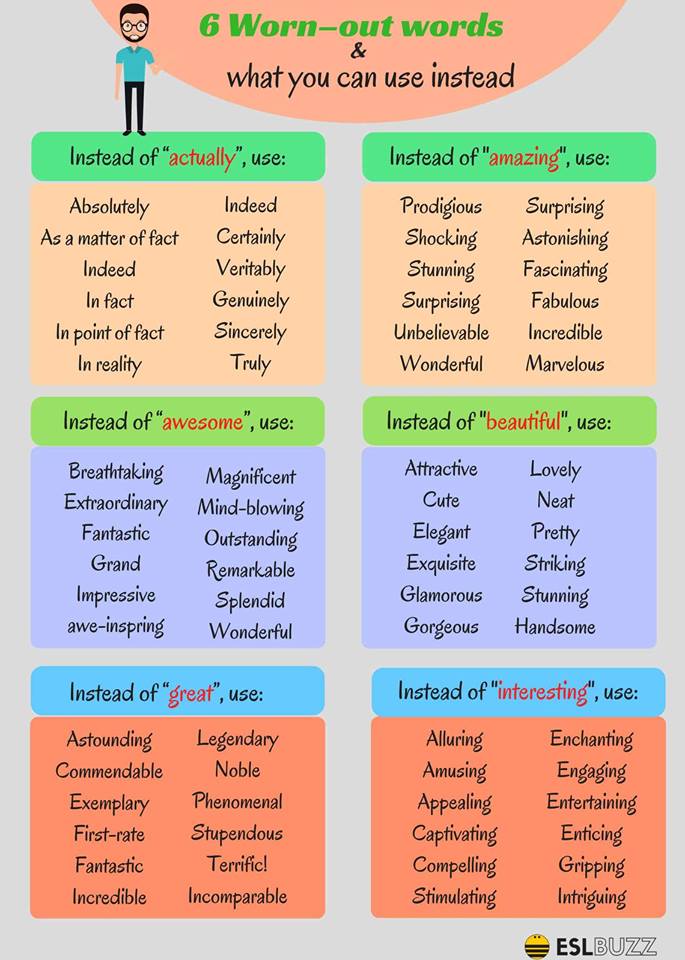 6 Worn-out words
&
what you can use instead
Instead of “actually”, use:
Absolutely
As a matter of fact
Indeed
In fact
In point of fact
In reality
Indeed
Certainly
Veritably
Genuinely
Sincerely
Truly
Instead of "amazing", use:
Prodigious
Shocking
Stunning
Surprising
Unbelievable
Wonderful
Surprising
Astonishing
Fascinating
Fabulous
Incredible
Marvelous
Instead of “awesome”, use:
Breathtaking
Extraordinary
Fantastic
Grand
Impressive
awe-inspring
Magnificent
Mind-blowing
Outstanding
Remarkable
Splendid
Wonderful
Instead of "beautiful", use:
Attractive
Cute
Elegant
Exquisite
Glamorous
Gorgeous
Lovely
Neat
Pretty
Striking
Stunning
Handsome
Instead of “great”, use:
Astounding
Commendable
Exemplary
First-rate
Fantastic
Incredible
Legendary
Noble
Phenomenal
Stupendous
Terrific!
Incomparable
Instead of "interesting", use:
Alluring
Amusing
Appealing
Captivating
Compelling
Stimulating
Enchanting
Engaging
Entertaining
Enticing
Gripping
Intriguing
ESLBUZZ